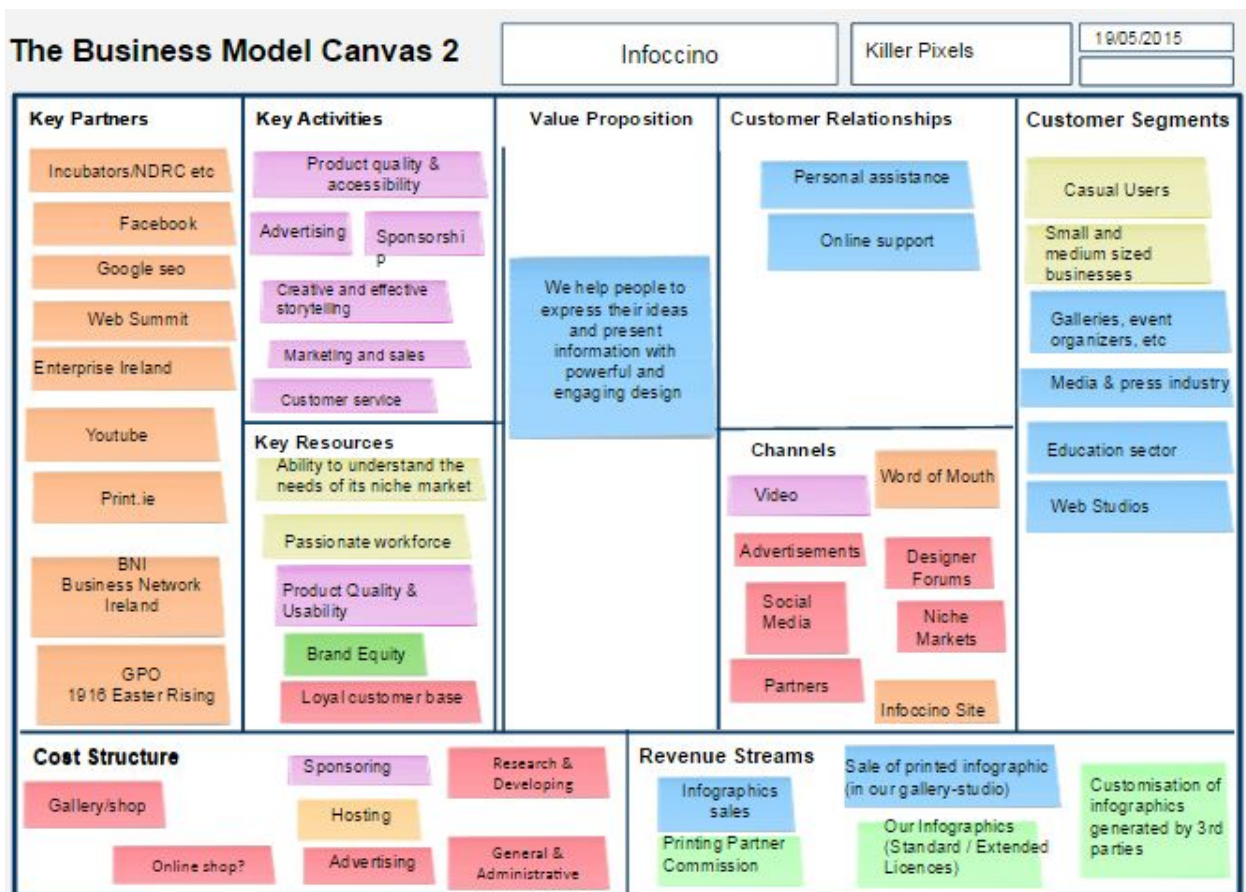 The Business Model Canvas 2
Infoccino
Killer Pixels
19/05/2015
Key Partners
Incubators/NDRC etc
Facebook
Google seo
Web Summit
Enterprise Ireland
Youtube
Print.ie
BNI
Business Network
Ireland
GPO
1916 Easter Rising
Key Activities
Product quality &
accessibility
Advertising
Sponsorshi
p
Creative and effective
storytelling
Marketing and sales
Customer service
Key Resources
Ability to understand the
needs of its niche market
Passionate workforce
Product Quality &
Usability
Brand Equity
Loyal customer base
Value Proposition
We help people to
express their ideas
and present
information with
powerful and
engaging design
Customer Relationships
Personal assistance
Online support
Channels
Word of Mouth
Video
Advertisements
Designer
Forums
Social
Media
Niche
Markets
Partners
Infoccino Site
Customer Segments
Casual Users
Small and
medium sized
businesses
Galleries, event
organizers, etc
Media & press industry
Education sector
Web Studios
Cost Structure
Gallery/shop
Sponsoring
Research &
Developing
Hosting
Online shop?
Advertising
General &
Administrative
Revenue Streams
Infographics
sales
Sale of printed infographic
(in our gallery-studio)
Printing Partner
Commission
Our Infographics
(Standard / Extended
Licences)
Customisation of
infographics
generated by 3rd
parties